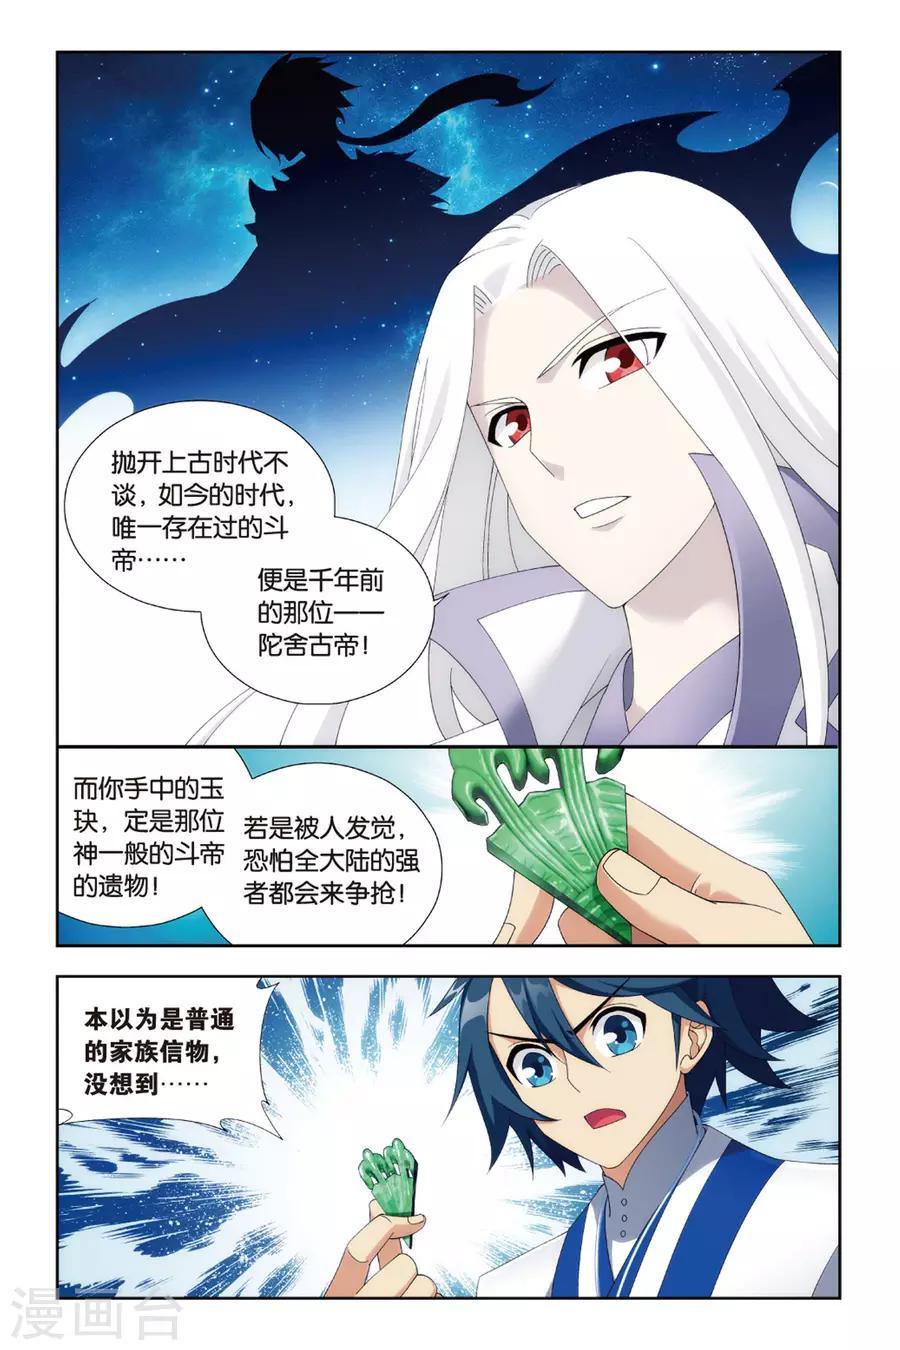 抛开上古时代不
谈，如今的时代，
唯一存在过的斗
帝……
便是千年前
的那位——
陀舍古帝！
而你手中的玉
玦，定是那位
神一般的斗帝
的遗物！
若是被人发觉，
恐怕全大陆的强
者都会来争抢！
本以为是普通
的家族信物，
没想到……
漫画台